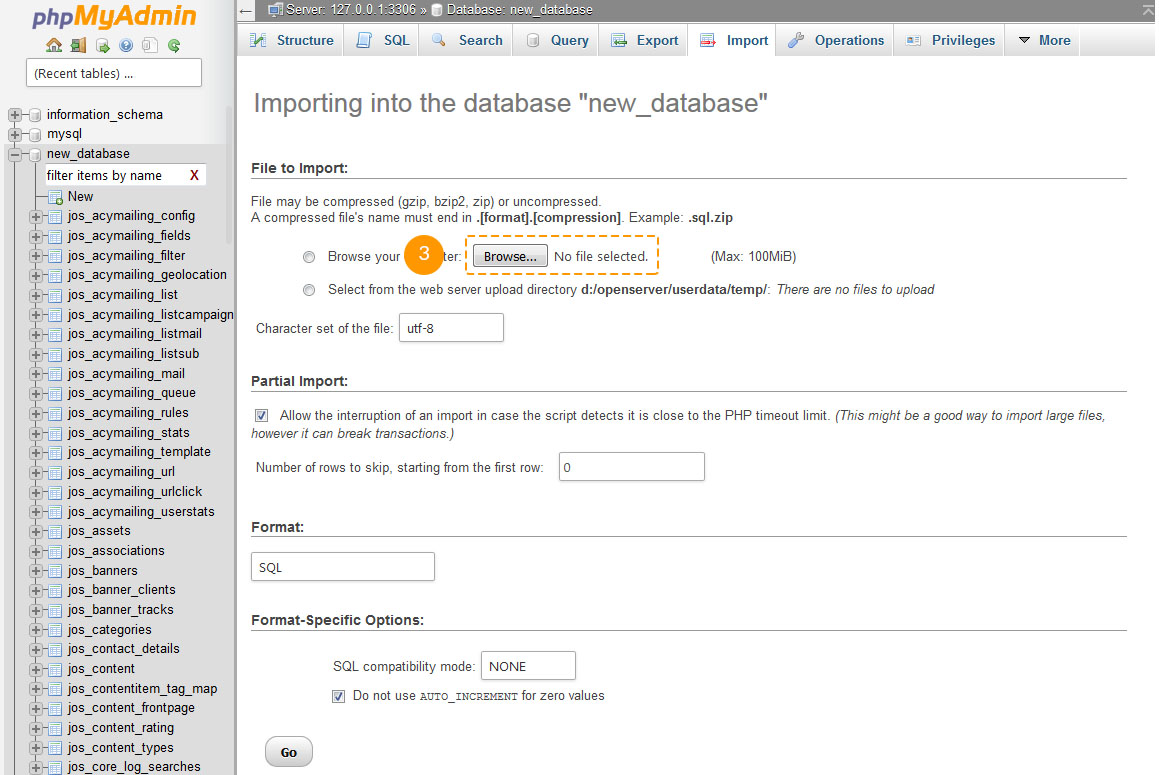 phpMyAdmin
(Recent tables) ...
information_schema
mysql
new_database
filter items by name X
New
jos_acymailing_config
jos_acymailing_fields
jos_acymailing_filter
jos_acymailing_geolocation
jos_acymailing_list
jos_acymailing_listcampaign
jos_acymailing_listmail
jos_acymailing_listsub
jos_acymailing_mail
jos_acymailing_queue
jos_acymailing_rules
jos_acymailing_stats
jos_acymailing_template
jos_acymailing_url
jos_acymailing_urlclick
jos_acymailing_userstats
jos_assets
jos_associations
jos_banners
jos_banner_clients
jos_banner_tracks
jos_categories
jos_contact_details
jos_content
jos_contentitem_tag_map
jos_content_frontpage
jos_content_rating
jos_content_types
jos_core_log_searches
Server: 127.0.0.1:3306 » Database: new_database
Structure SQL Search Query Export Import Operations Privileges More
Importing into the database "new_database"
File to Import:
File may be compressed (gzip, bzip2, zip) or uncompressed.
A compressed file's name must end in .[format].[compression]. Example: .sql.zip
Browse your 3 ter: Browse... No file selected. (Max: 100MiB)
Select from the web server upload directory d:/openserver/userdata/temp/: There are no files to upload
Character set of the file: utf-8
Partial Import:
Allow the interruption of an import in case the script detects it is close to the PHP timeout limit. (This might be a good way to import large files,
however it can break transactions.)
Number of rows to skip, starting from the first row: 0
Format:
SQL
Format-Specific Options:
SQL compatibility mode: NONE
Do not use AUTO_INCREMENT for zero values
Go